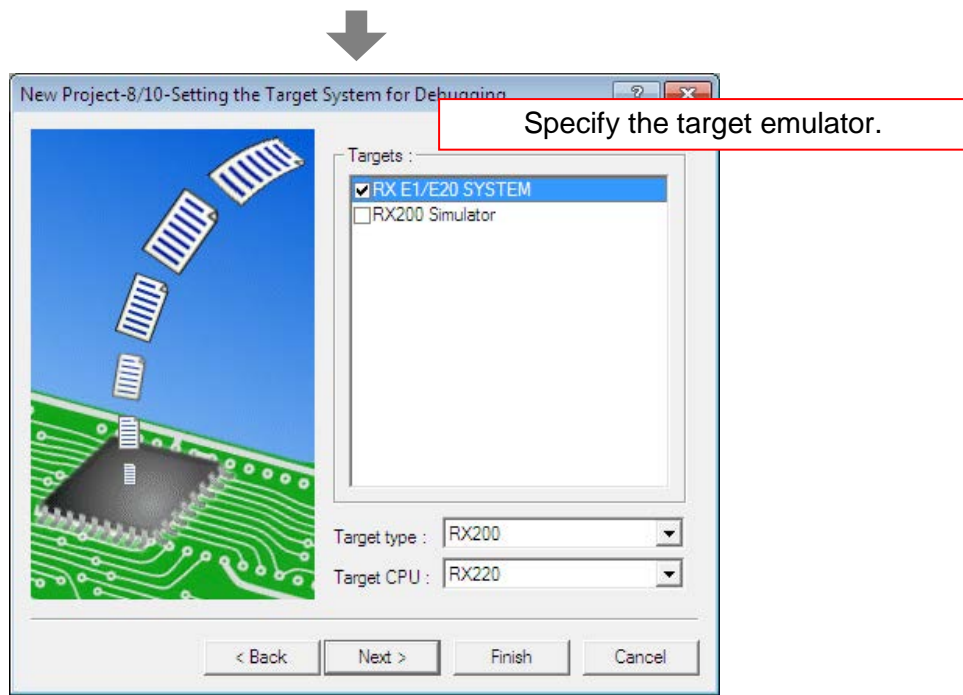 New Project-8/10-Setting the Target System for Debugging
Specify the target emulator.
Targets :
RX E1/E20 SYSTEM
RX200 Simulator
Target type : RX200
Target CPU : RX220
< Back Next > Finish Cancel